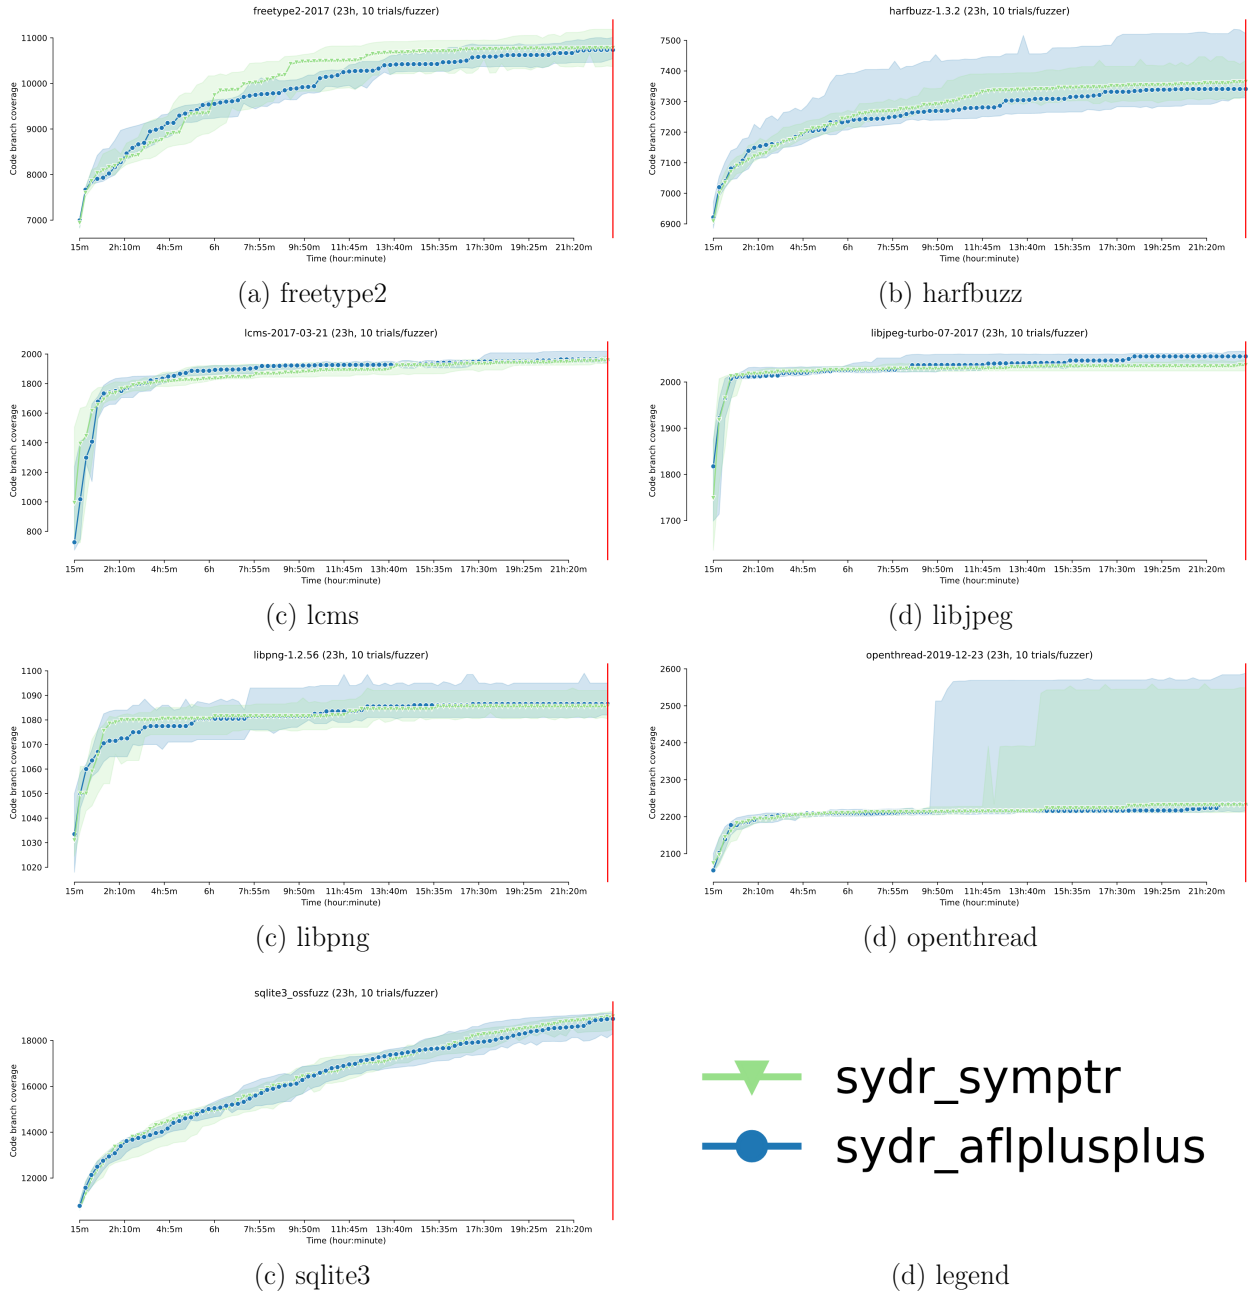 freetype2-2017 (23h, 10 trials/fuzzer)
Code branch coverage
11000
10000
9000
8000
7000
15m 2h:10m 4h:5m 6h 7h:55m 9h:50m 11h:45m 13h:40m 15h:35m 17h:30m 19h:25m 21h:20m
Time (hour:minute)
(a) freetype2
harfbuzz-1.3.2 (23h, 10 trials/fuzzer)
Code branch coverage
7500
7400
7300
7200
7100
7000
6900
15m 2h:10m 4h:5m 6h 7h:55m 9h:50m 11h:45m 13h:40m 15h:35m 17h:30m 19h:25m 21h:20m
Time (hour:minute)
(b) harfbuzz
lcms-2017-03-21 (23h, 10 trials/fuzzer)
Code branch coverage
2000
1800
1600
1400
1200
1000
800
15m 2h:10m 4h:5m 6h 7h:55m 9h:50m 11h:45m 13h:40m 15h:35m 17h:30m 19h:25m 21h:20m
Time (hour:minute)
(c) lcms
libjpeg-turbo-07-2017 (23h, 10 trials/fuzzer)
Code branch coverage
2000
1900
1800
1700
15m 2h:10m 4h:5m 6h 7h:55m 9h:50m 11h:45m 13h:40m 15h:35m 17h:30m 19h:25m 21h:20m
Time (hour:minute)
(d) libjpeg
libpng-1.2.56 (23h, 10 trials/fuzzer)
Code branch coverage
1100
1090
1080
1070
1060
1050
1040
1030
1020
15m 2h:10m 4h:5m 6h 7h:55m 9h:50m 11h:45m 13h:40m 15h:35m 17h:30m 19h:25m 21h:20m
Time (hour:minute)
(c) libpng
openthread-2019-12-23 (23h, 10 trials/fuzzer)
Code branch coverage
2600
2500
2400
2300
2200
2100
15m 2h:10m 4h:5m 6h 7h:55m 9h:50m 11h:45m 13h:40m 15h:35m 17h:30m 19h:25m 21h:20m
Time (hour:minute)
(d) openthread
sqlite3_ossfuzz (23h, 10 trials/fuzzer)
Code branch coverage
18000
16000
14000
12000
15m 2h:10m 4h:5m 6h 7h:55m 9h:50m 11h:45m 13h:40m 15h:35m 17h:30m 19h:25m 21h:20m
Time (hour:minute)
(c) sqlite3
sydr_symptr
sydr_aflplusplus
(d) legend